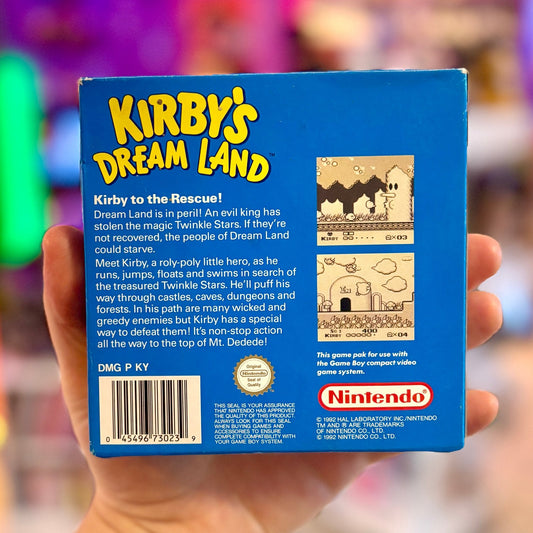 KIRBY'S
DREAM LAND™
Kirby to the Rescue!
Dream Land is in peril! An evil king has
stolen the magic Twinkle Stars. If they're
not recovered, the people of Dream Land
could starve.
Meet Kirby, a roly-poly little hero, as he
runs, jumps, floats and swims in search of
the treasured Twinkle Stars. He'll puff his
way through castles, caves, dungeons and
forests. In his path are many wicked and
greedy enemies but Kirby has a special
way to defeat them! It's non-stop action
all the way to the top of Mt. Dedede!
DMG P KY
0 45496 73023 9
Original
Nintendo
Seal of
Quality
THIS SEAL IS YOUR ASSURANCE
THAT NINTENDO HAS APPROVED
THE QUALITY OF THIS PRODUCT.
ALWAYS LOOK FOR THIS SEAL
WHEN BUYING GAMES AND
ACCESSORIES TO ENSURE
COMPLETE COMPATIBILITY WITH
YOUR GAME BOY SYSTEM.
KIRBY
03
400
KIRBY
04
This game pak for use with
the Game Boy compact video
game system.
Nintendo®
© 1992 HAL LABORATORY INC./NINTENDO
TM AND ® ARE TRADEMARKS
OF NINTENDO CO., LTD.
© 1992 NINTENDO CO., LTD.